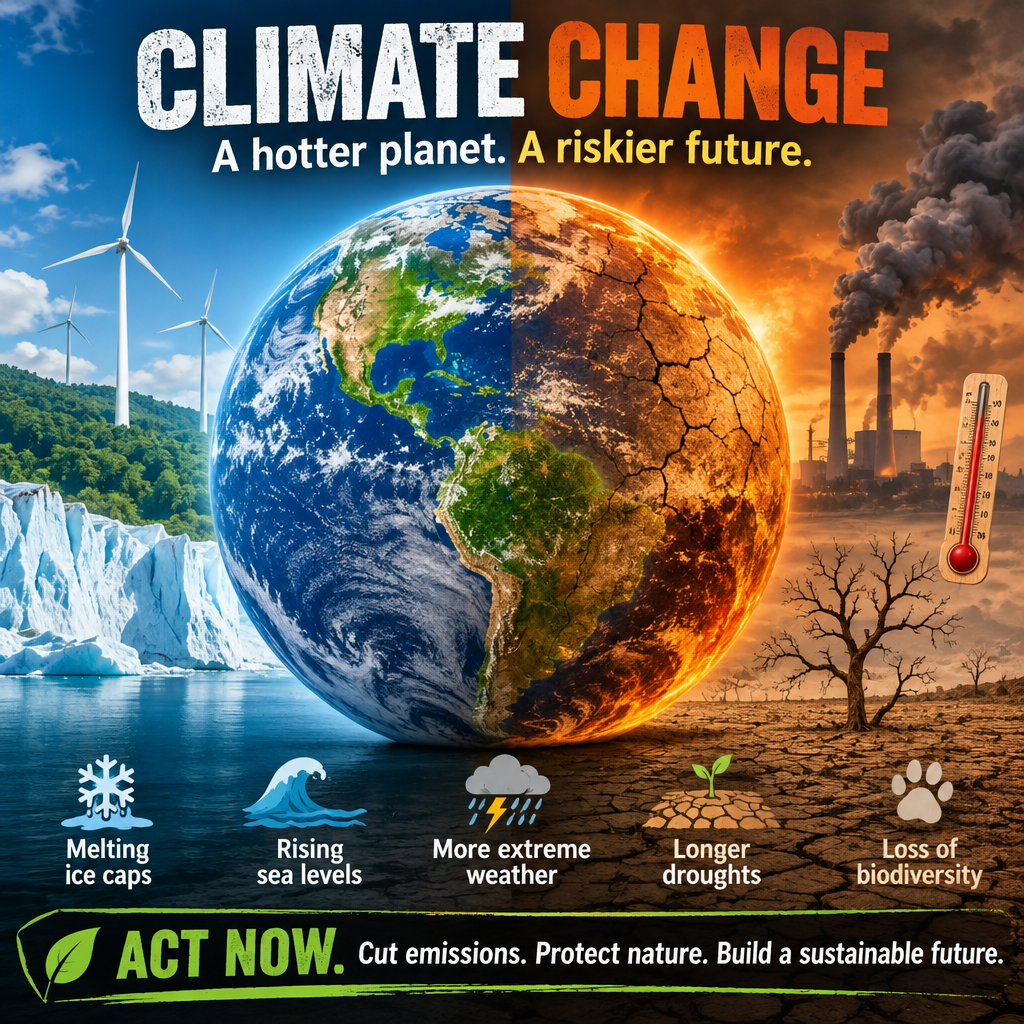 CLIMATE CHANGE
A hotter planet. A riskier future.
Melting
ice caps
Rising
sea levels
More extreme
weather
Longer
droughts
Loss of
biodiversity
ACT NOW. Cut emissions. Protect nature. Build a sustainable future.